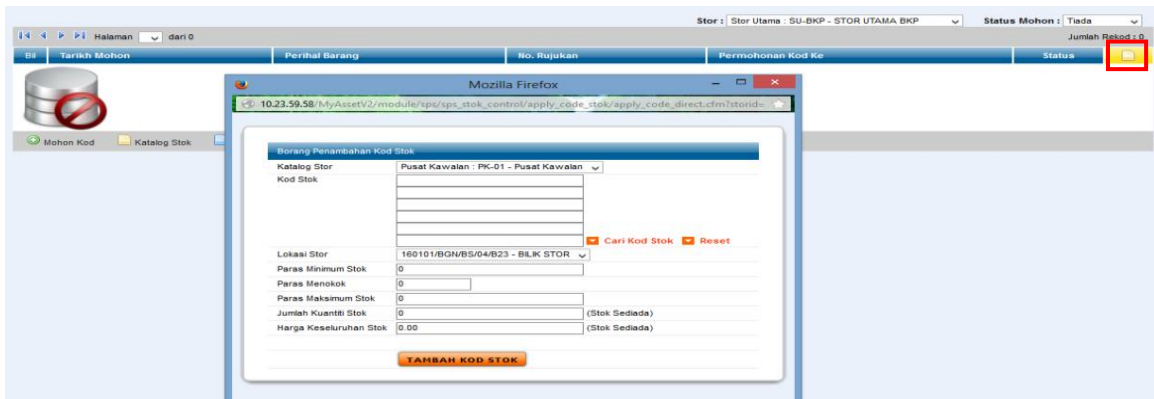 Stor : Stor Utama : SU-BKP - STOR UTAMA BKP Status Mohon : Tiada
Halaman dari 0 Jumlah Rekod : 0
Bil Tarikh Mohon Perihal Barang No. Rujukan Permohonan Kod Ke Status
Mozilla Firefox
10.23.59.58/MyAssetV2/module/sps/sps_stok_control/apply_code_stok/apply_code_direct.cfm?storid=
Mohon Kod Katalog Stok
Borang Penambahan Kod Stok
Katalog Stor Pusat Kawalan : PK-01 - Pusat Kawalan
Kod Stok
Cari Kod Stok Reset
Lokasi Stor 160101/BGN/BS/04/B23 - BILIK STOR
Paras Minimum Stok 0
Paras Menokok 0
Paras Maksimum Stok 0
Jumlah Kuantiti Stok 0 (Stok Sediada)
Harga Keseluruhan Stok 0.00 (Stok Sediada)
TAMBAH KOD STOK